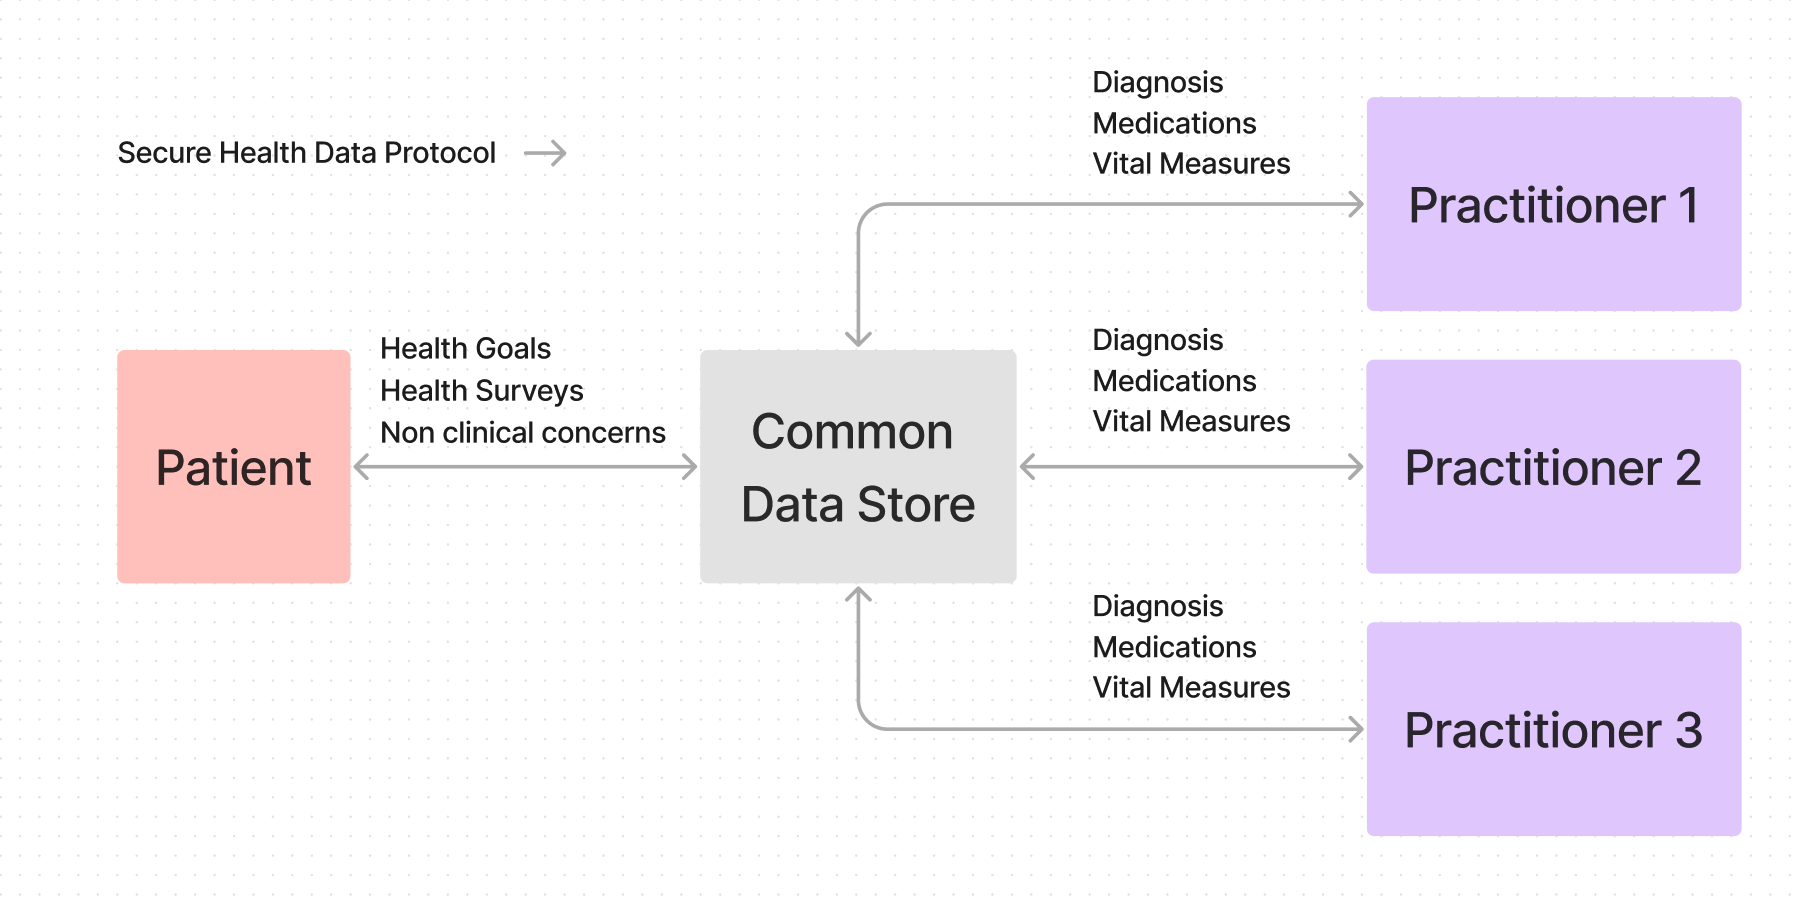 Secure Health Data Protocol
Diagnosis
Medications
Vital Measures
Practitioner 1
Health Goals
Health Surveys
Non clinical concerns
Patient
Common
Data Store
Diagnosis
Medications
Vital Measures
Practitioner 2
Diagnosis
Medications
Vital Measures
Practitioner 3